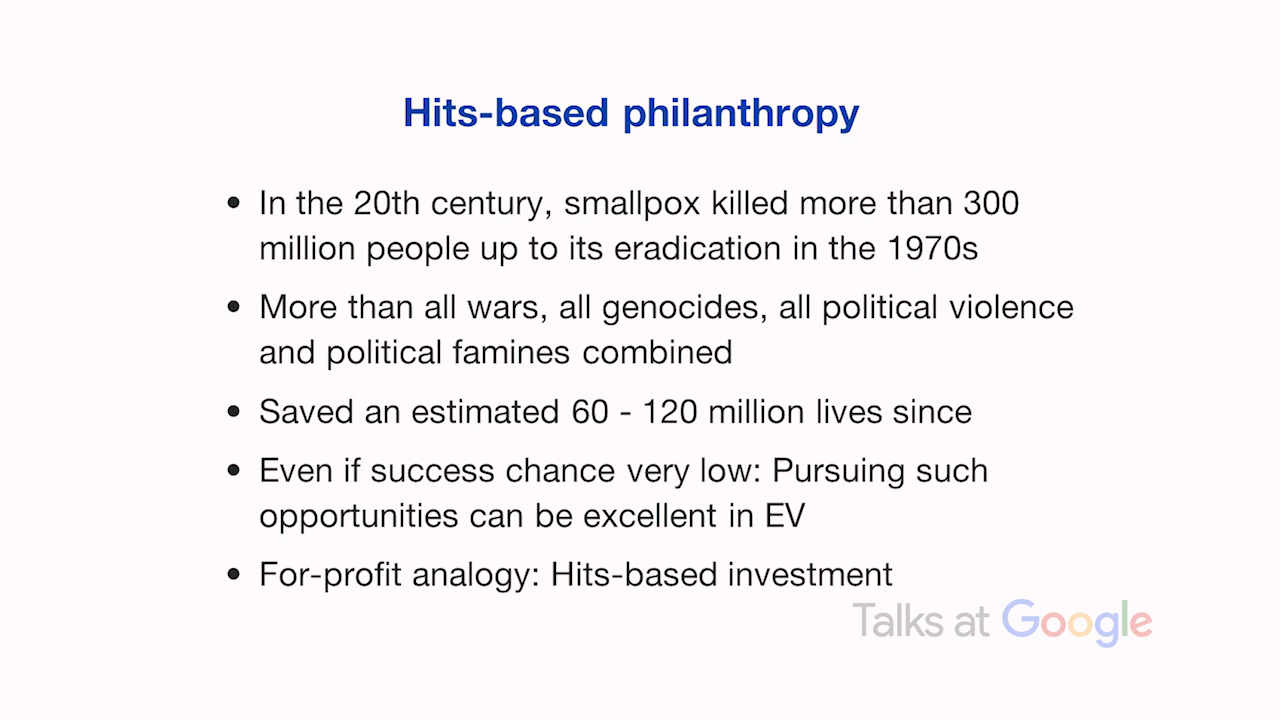 Hits-based philanthropy
• In the 20th century, smallpox killed more than 300
million people up to its eradication in the 1970s
• More than all wars, all genocides, all political violence
and political famines combined
• Saved an estimated 60 - 120 million lives since
• Even if success chance very low: Pursuing such
opportunities can be excellent in EV
• For-profit analogy: Hits-based investment
Talks at Google